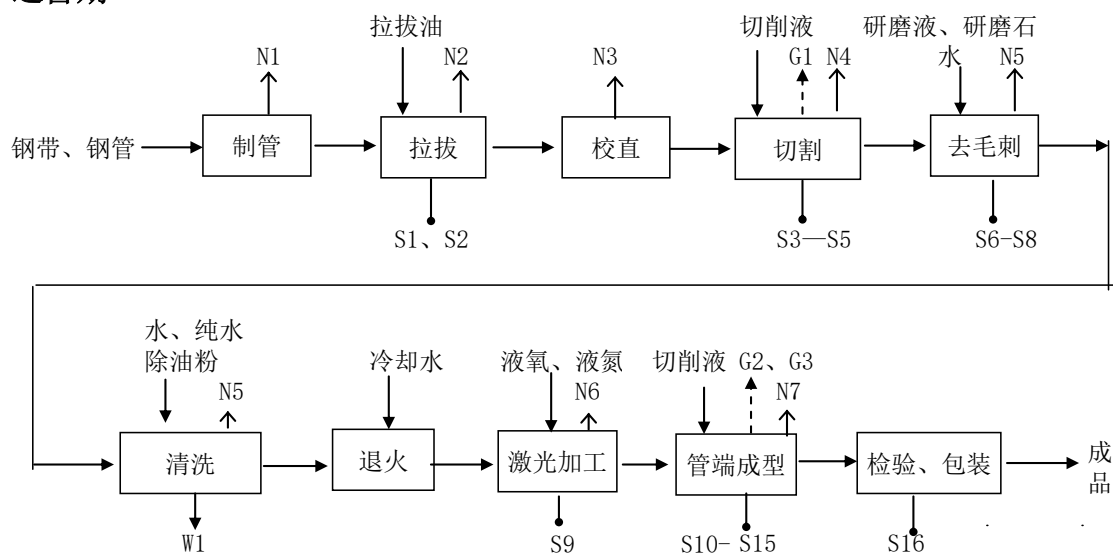 拉拔油
切削液
研磨液、研磨石
水
N1
N2
N3
G1
N4
N5
钢带、钢管
制管
拉拔
校直
切割
去毛刺
S1、S2
S3—S5
S6-S8
水、纯水
除油粉
N5
冷却水
液氧、液氮
N6
切削液
G2、G3
N7
清洗
退火
激光加工
管端成型
检验、包装
成
品
W1
S9
S10- S15
S16